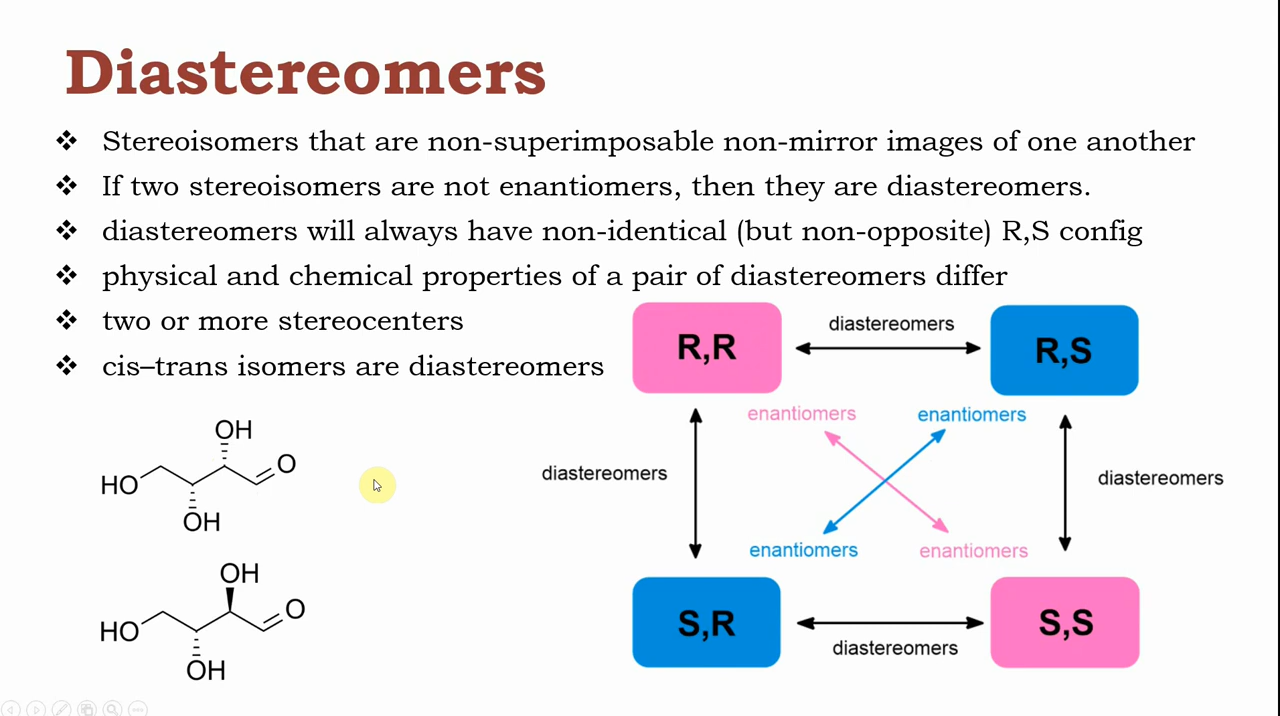 Diastereomers
❖ Stereoisomers that are non-superimposable non-mirror images of one another
❖ If two stereoisomers are not enantiomers, then they are diastereomers.
❖ diastereomers will always have non-identical (but non-opposite) R,S config
❖ physical and chemical properties of a pair of diastereomers differ
❖ two or more stereocenters
❖ cis–trans isomers are diastereomers
R,R
diastereomers
R,S
enantiomers
enantiomers
diastereomers
diastereomers
enantiomers
enantiomers
S,R
diastereomers
S,S
OH
O
HO
OH
OH
O
HO
OH